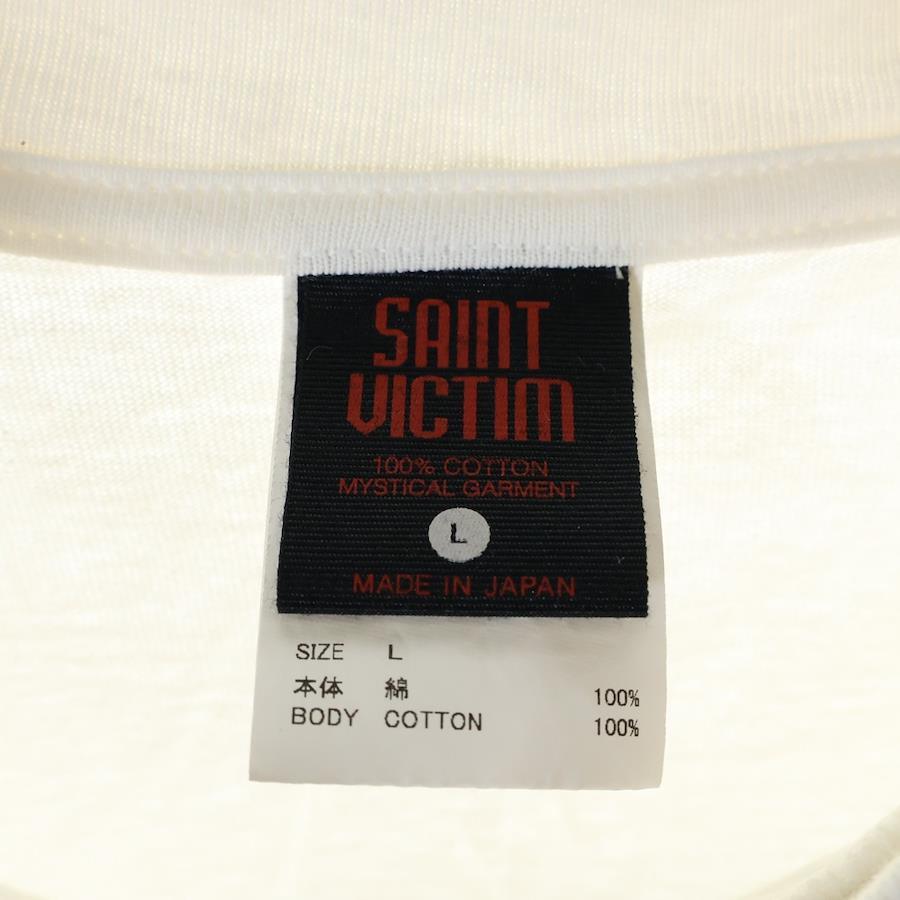 SAINT
VICTIM
100% COTTON
MYSTICAL GARMENT
L
MADE IN JAPAN
SIZE L
本体 綿 100%
BODY COTTON 100%